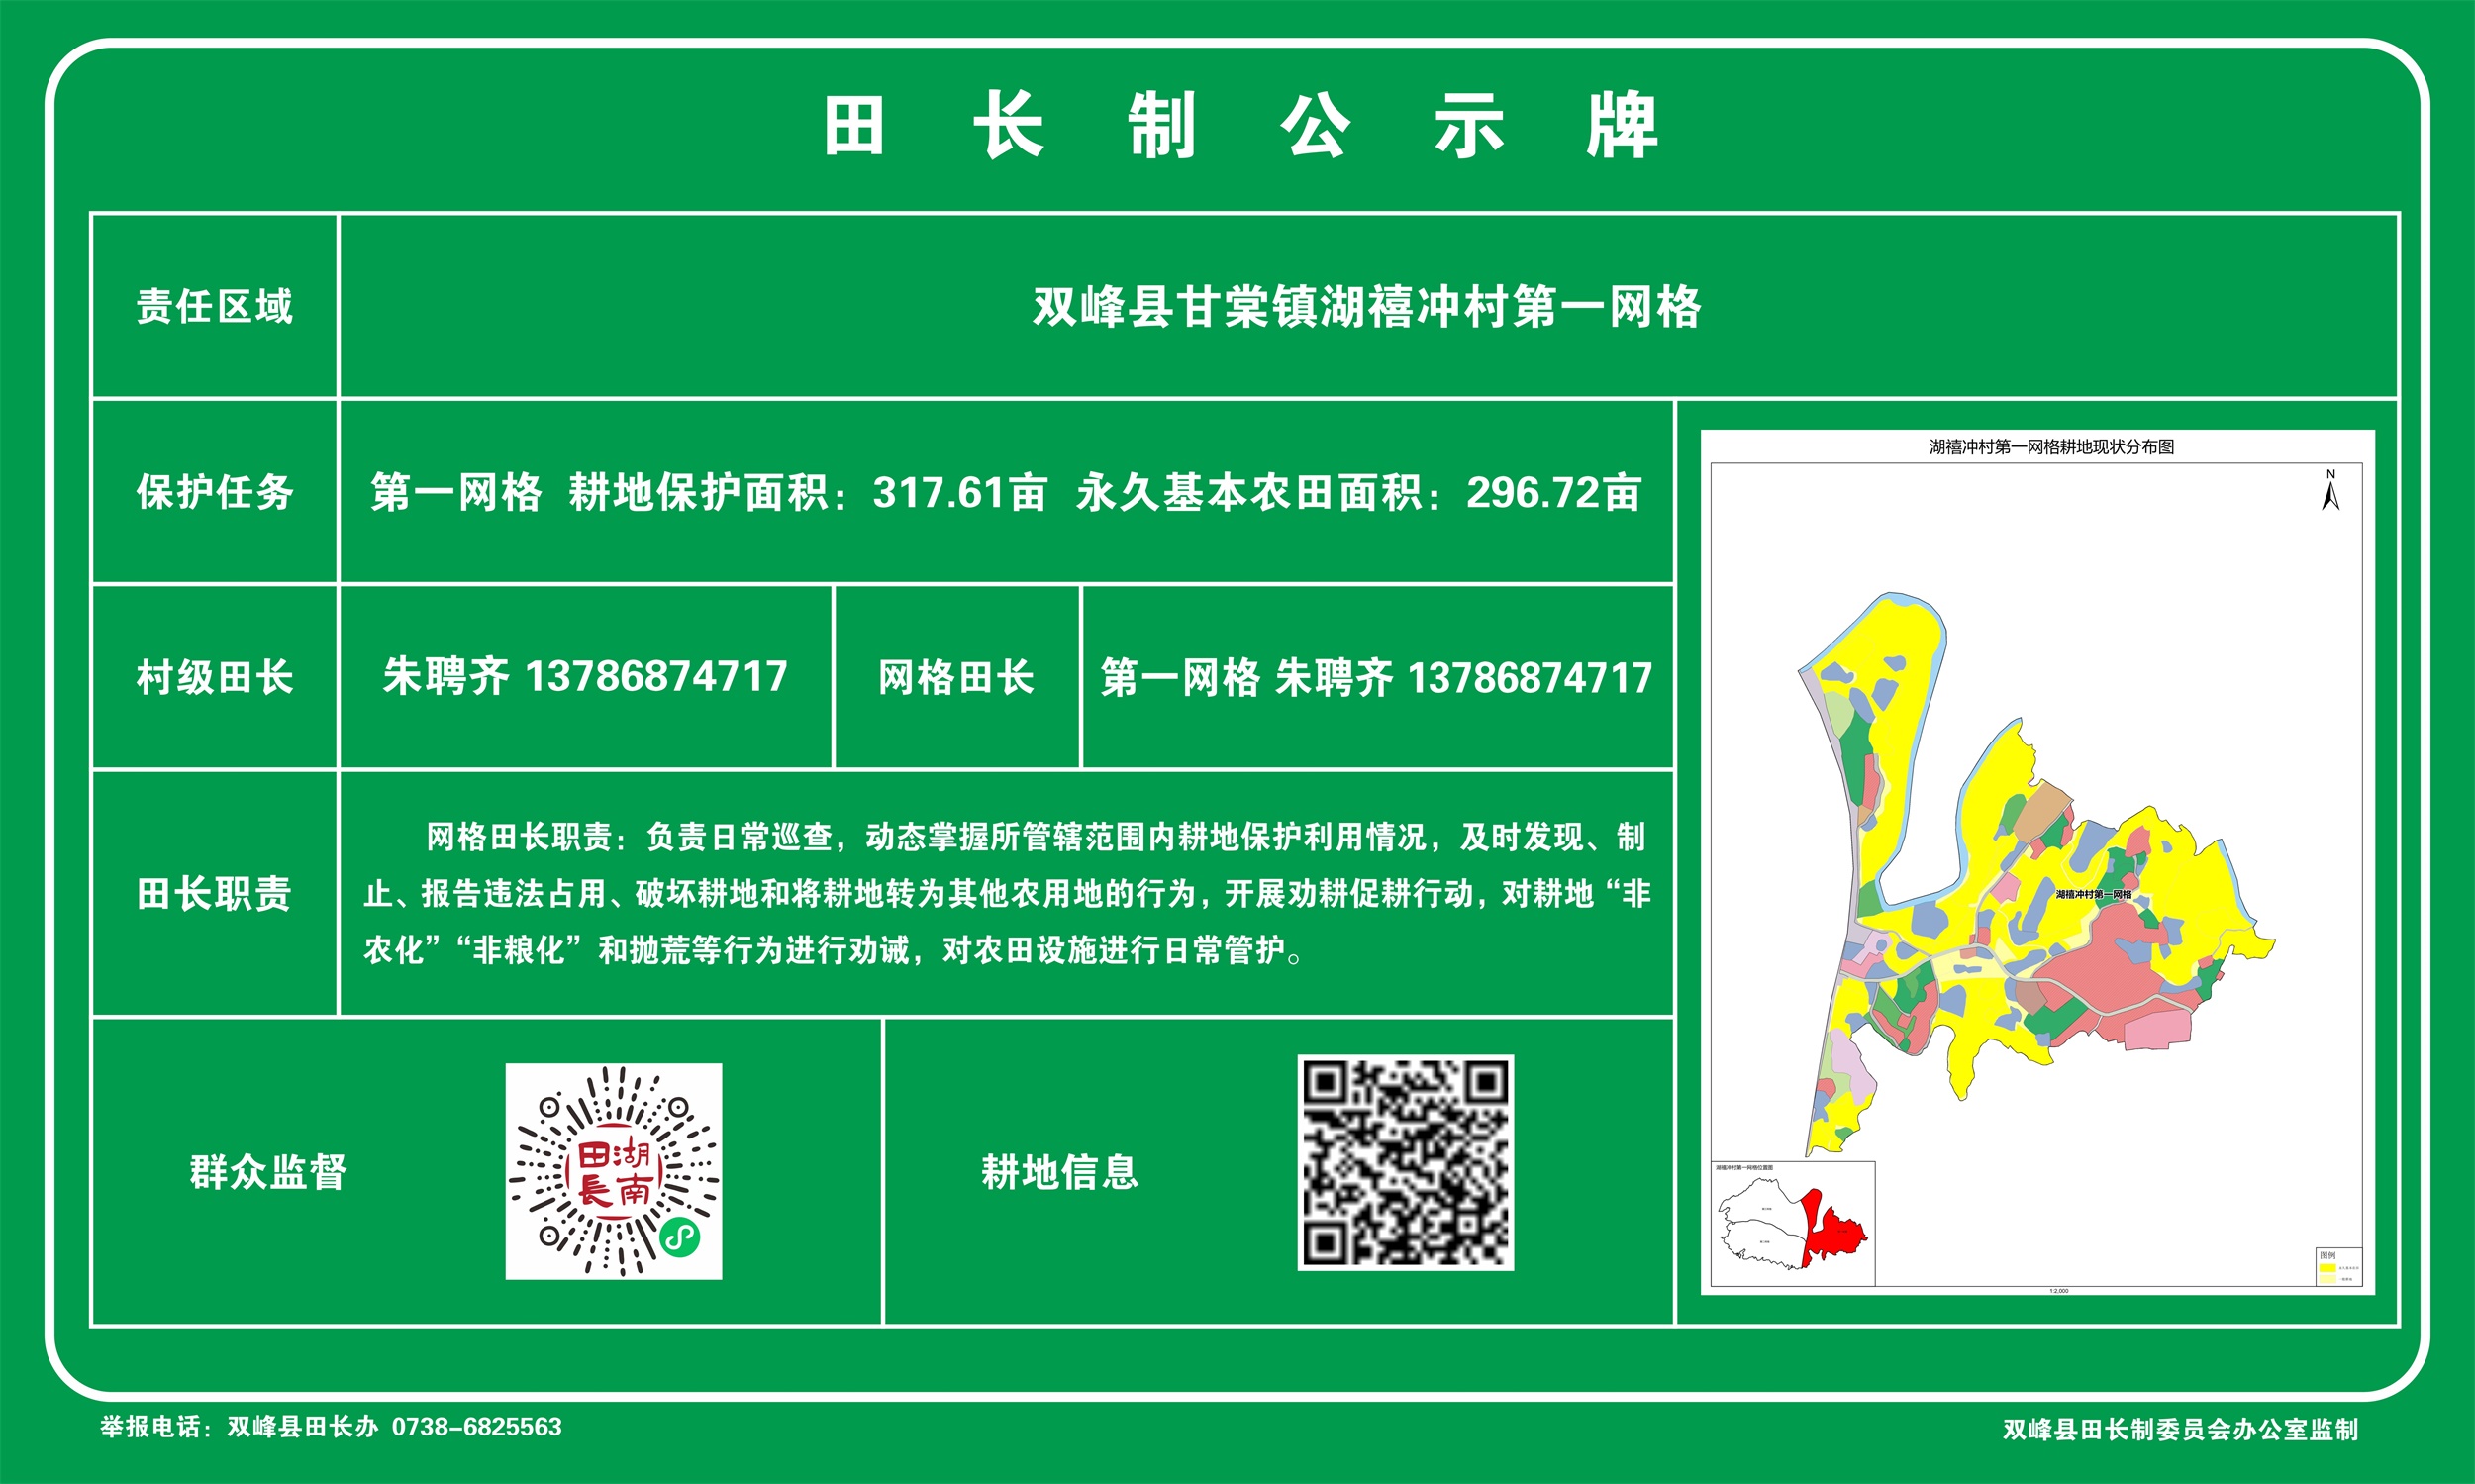 田长制公示牌
责任区域
双峰县甘棠镇湖禧冲村第一网格
保护任务
第一网格 耕地保护面积：317.61亩 永久基本农田面积：296.72亩
村级田长
朱聘齐 13786874717
网格田长
第一网格 朱聘齐 13786874717
田长职责
网格田长职责：负责日常巡查，动态掌握所管辖范围内耕地保护利用情况，及时发现、制
止、报告违法占用、破坏耕地和将耕地转为其他农用地的行为，开展劝耕促耕行动，对耕地“非
农化”“非粮化”和抛荒等行为进行劝诫，对农田设施进行日常管护。
群众监督
湖南
田長
耕地信息
湖禧冲村第一网格耕地现状分布图
N
湖禧冲村第一网格
湖禧冲村第一网格位置图
图例
1:2,000
举报电话：双峰县田长办 0738-6825563
双峰县田长制委员会办公室监制